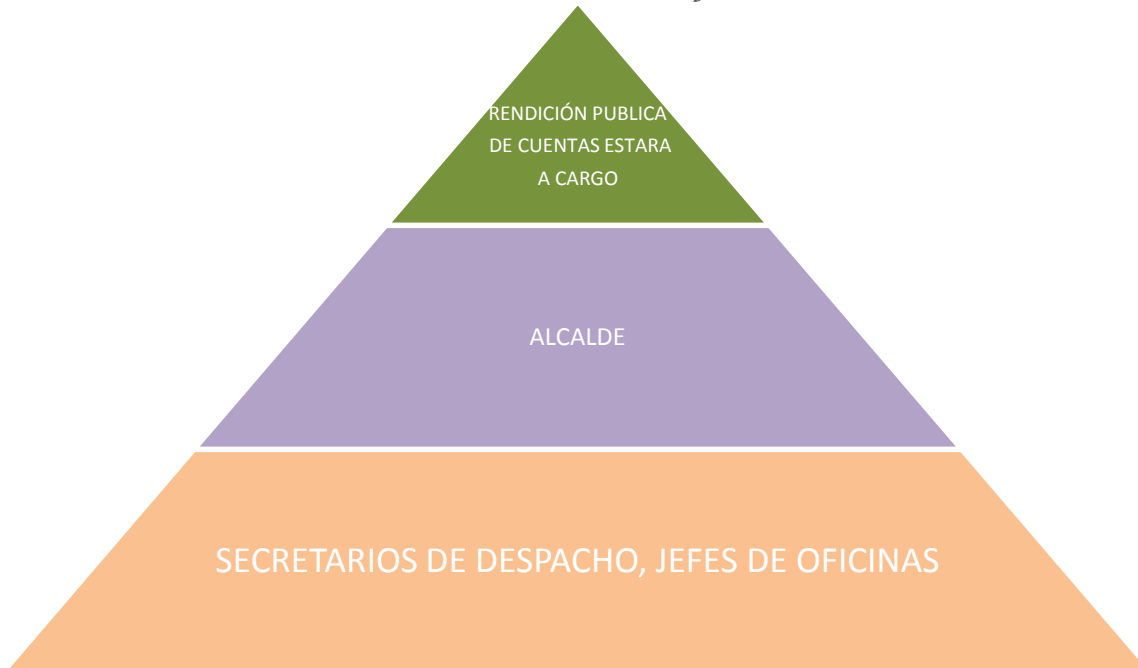 RENDICIÓN PUBLICA
DE CUENTAS ESTARA
A CARGO
ALCALDE
SECRETARIOS DE DESPACHO, JEFES DE OFICINAS